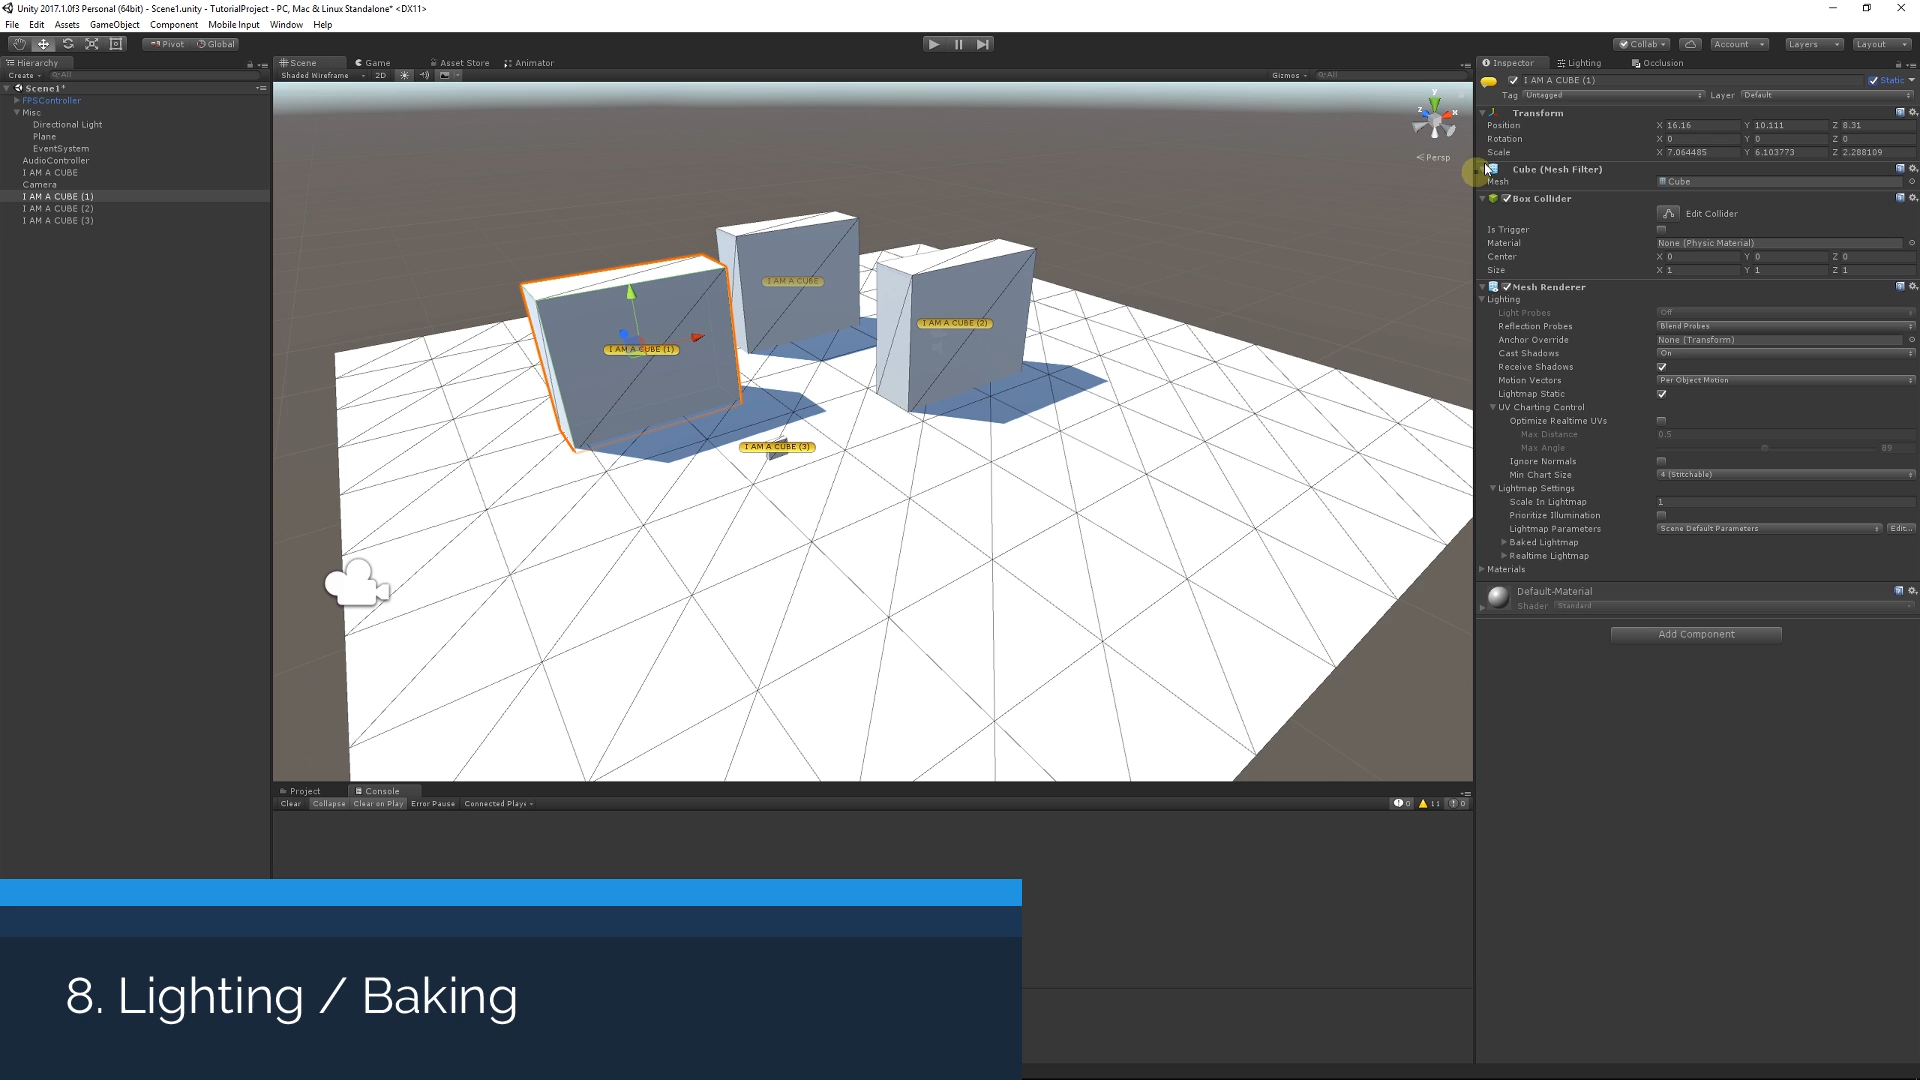 Unity 2017.1.0f3 Personal (64bit) - Scene1.unity - TutorialProject - PC, Mac & Linux Standalone* <DX11>
File Edit Assets GameObject Component Mobile Input Window Help
Pivot Global Collab Account Layers Layout
Hierarchy
Create All
Scene1*
FPSController
Misc
Directional Light
Plane
EventSystem
AudioController
I AM A CUBE
Camera
I AM A CUBE (1)
I AM A CUBE (2)
I AM A CUBE (3)
Scene Game Asset Store Animator
Shaded Wireframe 2D Gizmos All
y
z x
Persp
I AM A CUBE
I AM A CUBE (2)
I AM A CUBE (1)
I AM A CUBE (3)
Project Console
Clear Collapse Clear on Play Error Pause Connected Playe 0 11 0
Inspector Lighting Occlusion
I AM A CUBE (1) Static
Tag Untagged Layer Default
Transform
Position X 16.16 Y 10.111 Z 8.31
Rotation X 0 Y 0 Z 0
Scale X 7.064485 Y 6.103773 Z 2.288109
Cube (Mesh Filter)
Mesh Cube
Box Collider
Edit Collider
Is Trigger
Material None (Physic Material)
Center X 0 Y 0 Z 0
Size X 1 Y 1 Z 1
Mesh Renderer
Lighting
Light Probes Off
Reflection Probes Blend Probes
Anchor Override None (Transform)
Cast Shadows On
Receive Shadows
Motion Vectors Per Object Motion
Lightmap Static
UV Charting Control
Optimize Realtime UVs
Max Distance 0.5
Max Angle 89
Ignore Normals
Min Chart Size 4 (Stitchable)
Lightmap Settings
Scale In Lightmap 1
Prioritize Illumination
Lightmap Parameters Scene Default Parameters Edit...
Baked Lightmap
Realtime Lightmap
Materials
Default-Material
Shader Standard
Add Component
8. Lighting / Baking